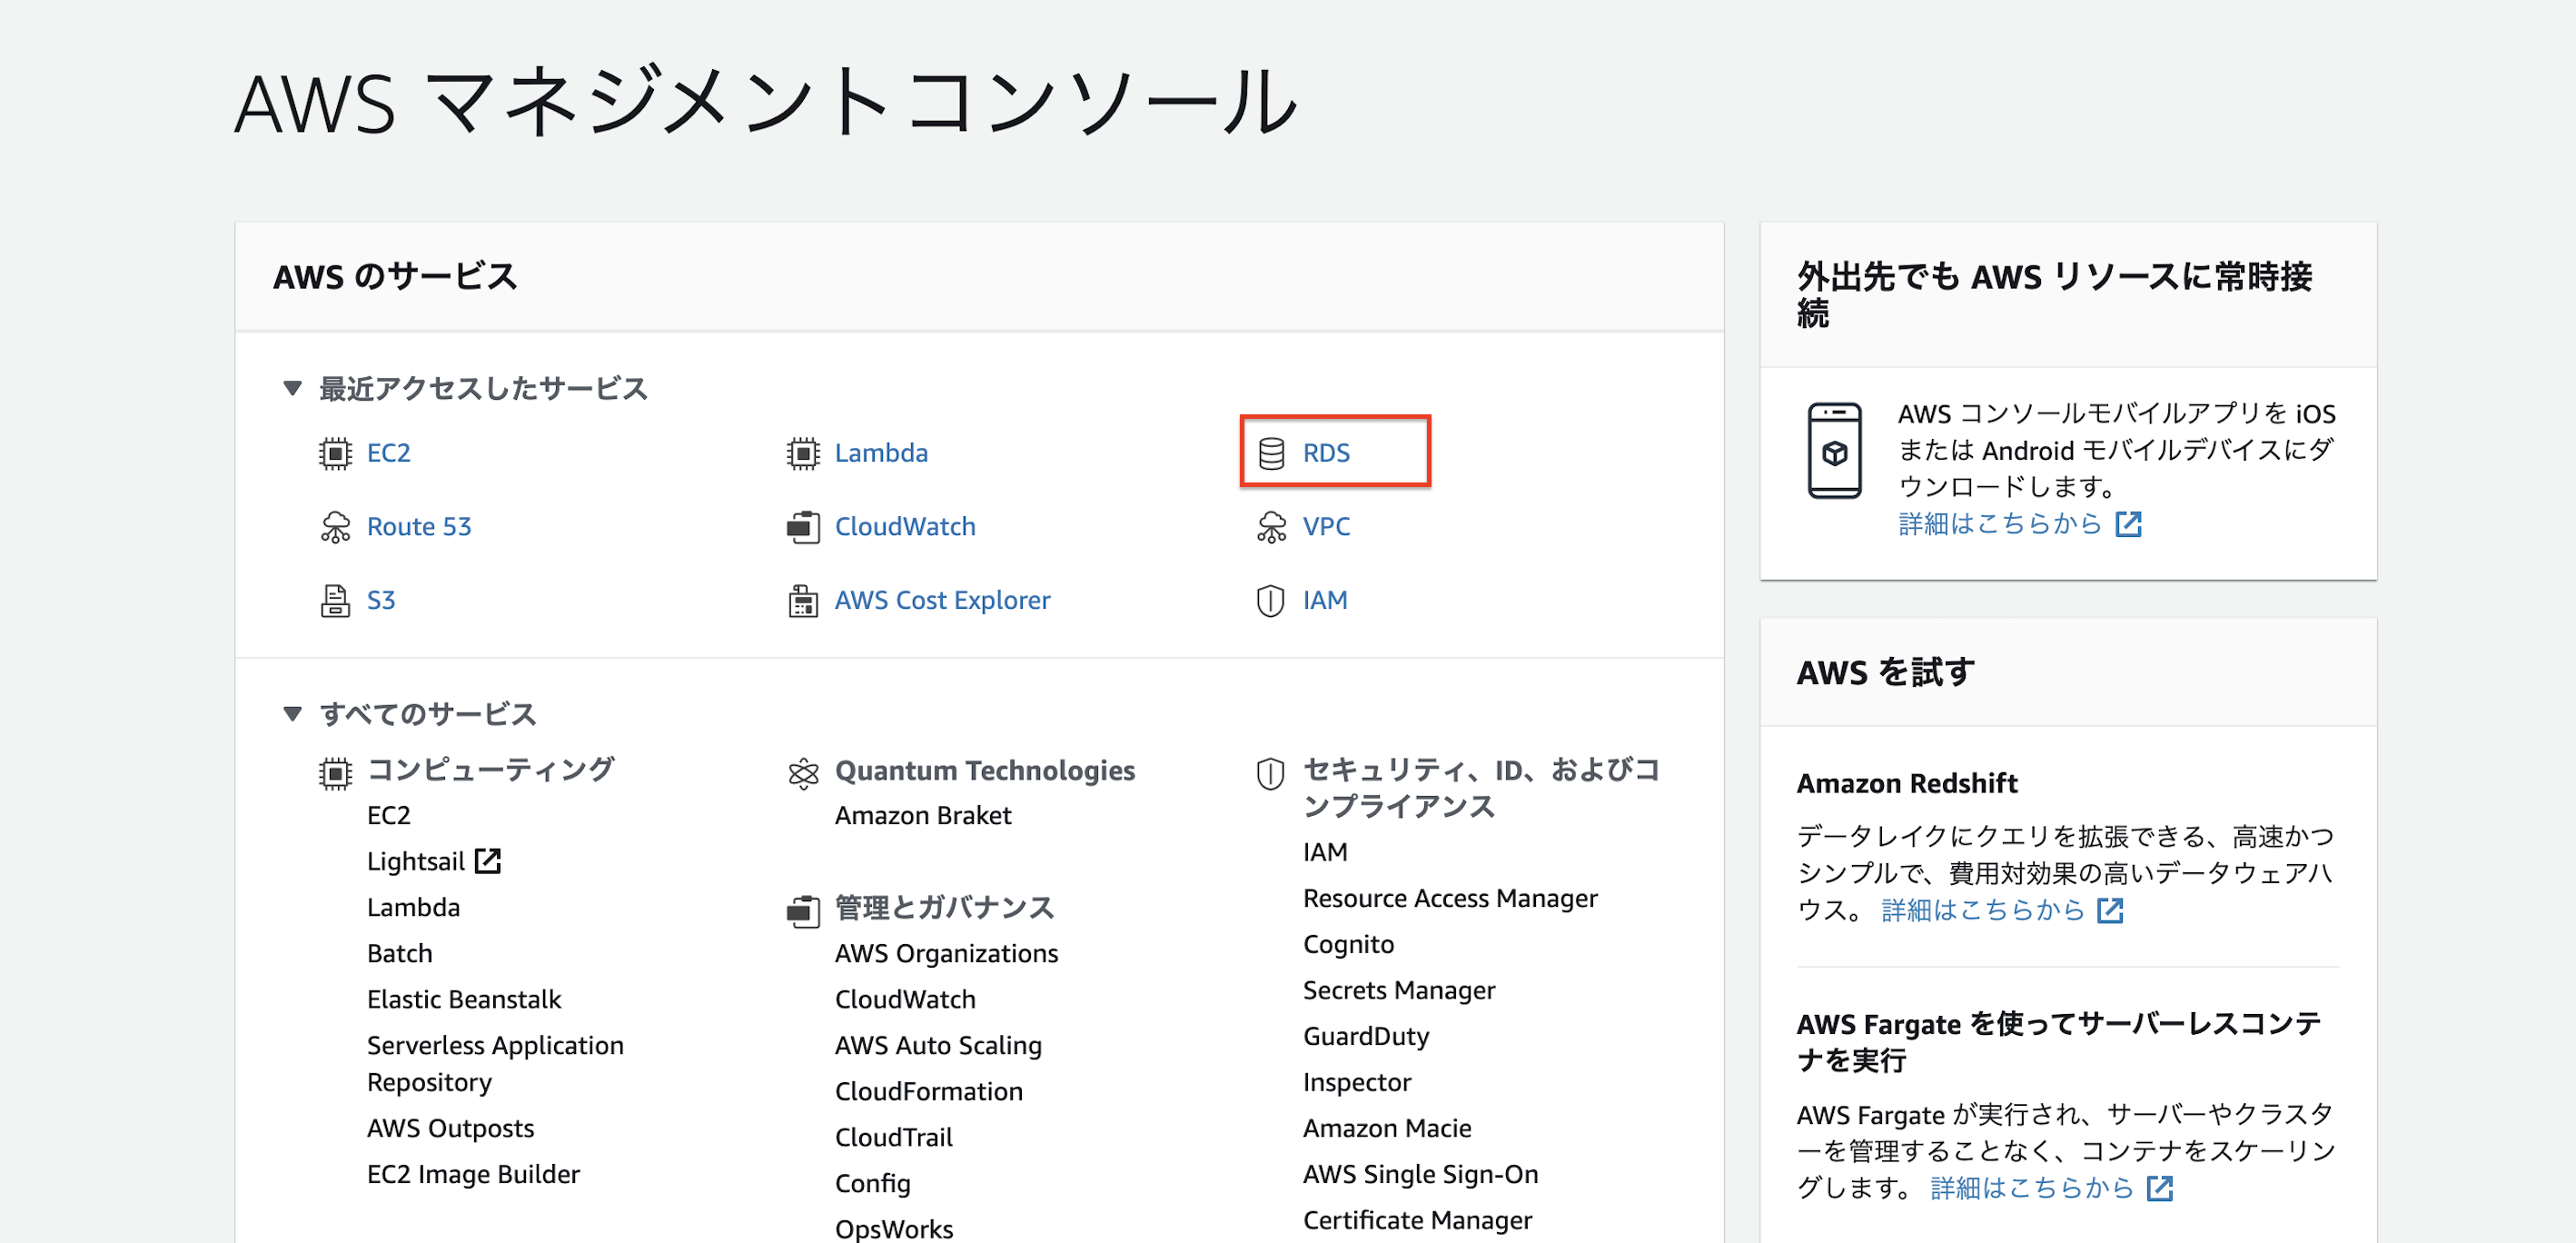 AWS マネジメントコンソール
AWS のサービス
最近アクセスしたサービス
EC2
Lambda
RDS
Route 53
CloudWatch
VPC
S3
AWS Cost Explorer
IAM
すべてのサービス
コンピューティング
EC2
Lightsail
Lambda
Batch
Elastic Beanstalk
Serverless Application
Repository
AWS Outposts
EC2 Image Builder
Quantum Technologies
Amazon Braket
管理とガバナンス
AWS Organizations
CloudWatch
AWS Auto Scaling
CloudFormation
CloudTrail
Config
OpsWorks
セキュリティ、ID、およびコ
ンプライアンス
IAM
Resource Access Manager
Cognito
Secrets Manager
GuardDuty
Inspector
Amazon Macie
AWS Single Sign-On
Certificate Manager
外出先でも AWS リソースに常時接
続
AWS コンソールモバイルアプリを iOS
または Android モバイルデバイスにダ
ウンロードします。
詳細はこちらから
AWS を試す
Amazon Redshift
データレイクにクエリを拡張できる、高速かつ
シンプルで、費用対効果の高いデータウェアハ
ウス。 詳細はこちらから
AWS Fargate を使ってサーバーレスコンテ
ナを実行
AWS Fargate が実行され、サーバーやクラスタ
ーを管理することなく、コンテナをスケーリン
グします。 詳細はこちらから